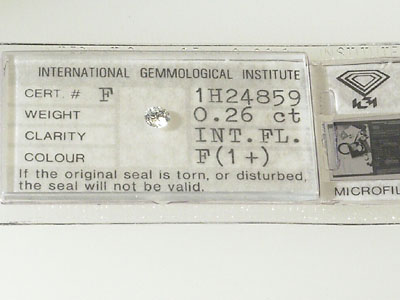 INTERNATIONAL GEMMOLOGICAL INSTITUTE
CERT. # F 1H24859
WEIGHT 0.26 ct
CLARITY INT.FL.
COLOUR F(1+)
If the original seal is torn, or disturbed,
the seal will not be valid.